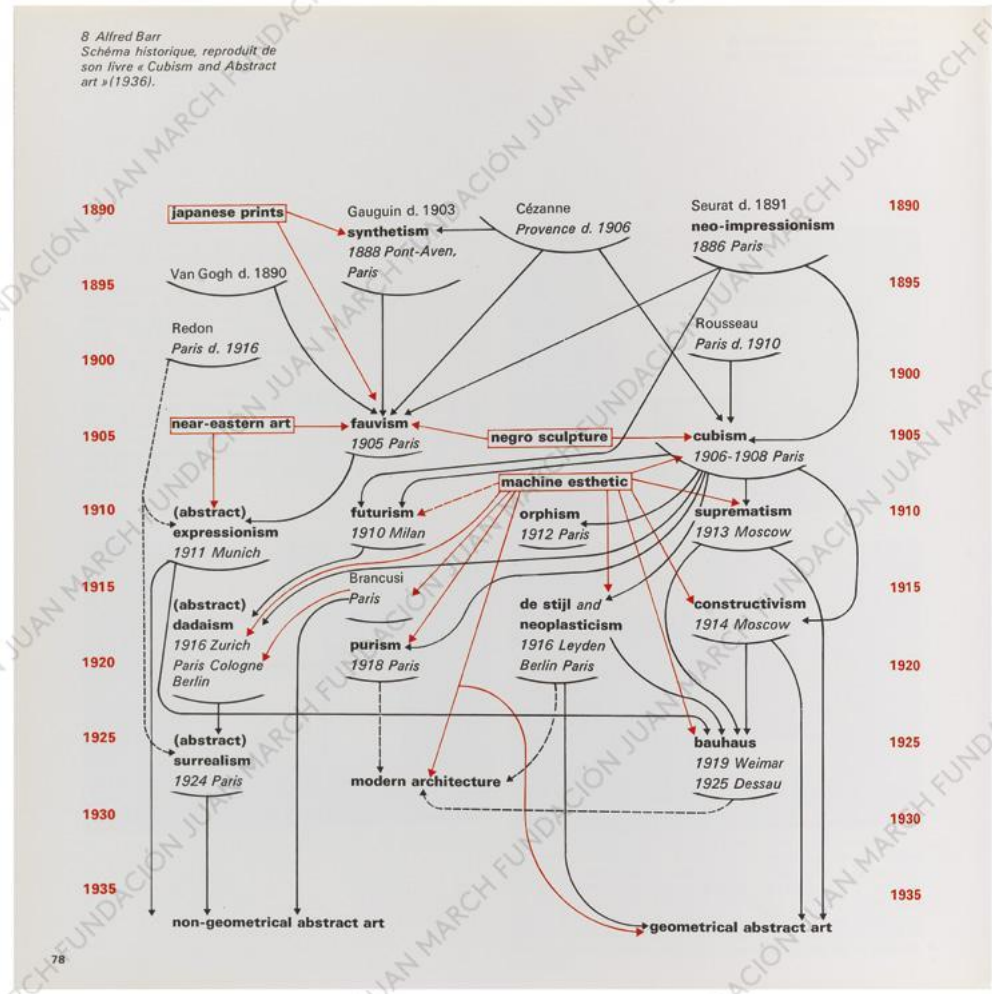 8 Alfred Barr
Schéma historique, reproduit de
son livre « Cubism and Abstract
art » (1936).
1890
japanese prints
Gauguin d. 1903
synthetism
1888 Pont-Aven,
Paris
Cézanne
Provence d. 1906
Seurat d. 1891
neo-impressionism
1886 Paris
1890
1895
Van Gogh d. 1890
1895
Redon
Paris d. 1916
Rousseau
Paris d. 1910
1900
1900
near-eastern art
fauvism
1905 Paris
negro sculpture
cubism
1906-1908 Paris
1905
1905
machine esthetic
1910
(abstract)
expressionism
1911 Munich
futurism
1910 Milan
orphism
1912 Paris
suprematism
1913 Moscow
1910
1915
Brancusi
Paris
1915
(abstract)
dadaism
1916 Zurich
Paris Cologne
Berlin
purism
1918 Paris
de stijl and
neoplasticism
1916 Leyden
Berlin Paris
constructivism
1914 Moscow
1920
1920
1925
(abstract)
surrealism
1924 Paris
modern architecture
bauhaus
1919 Weimar
1925 Dessau
1925
1930
1930
1935
1935
non-geometrical abstract art
geometrical abstract art
78
FUNDACIÓN JUAN MARCH